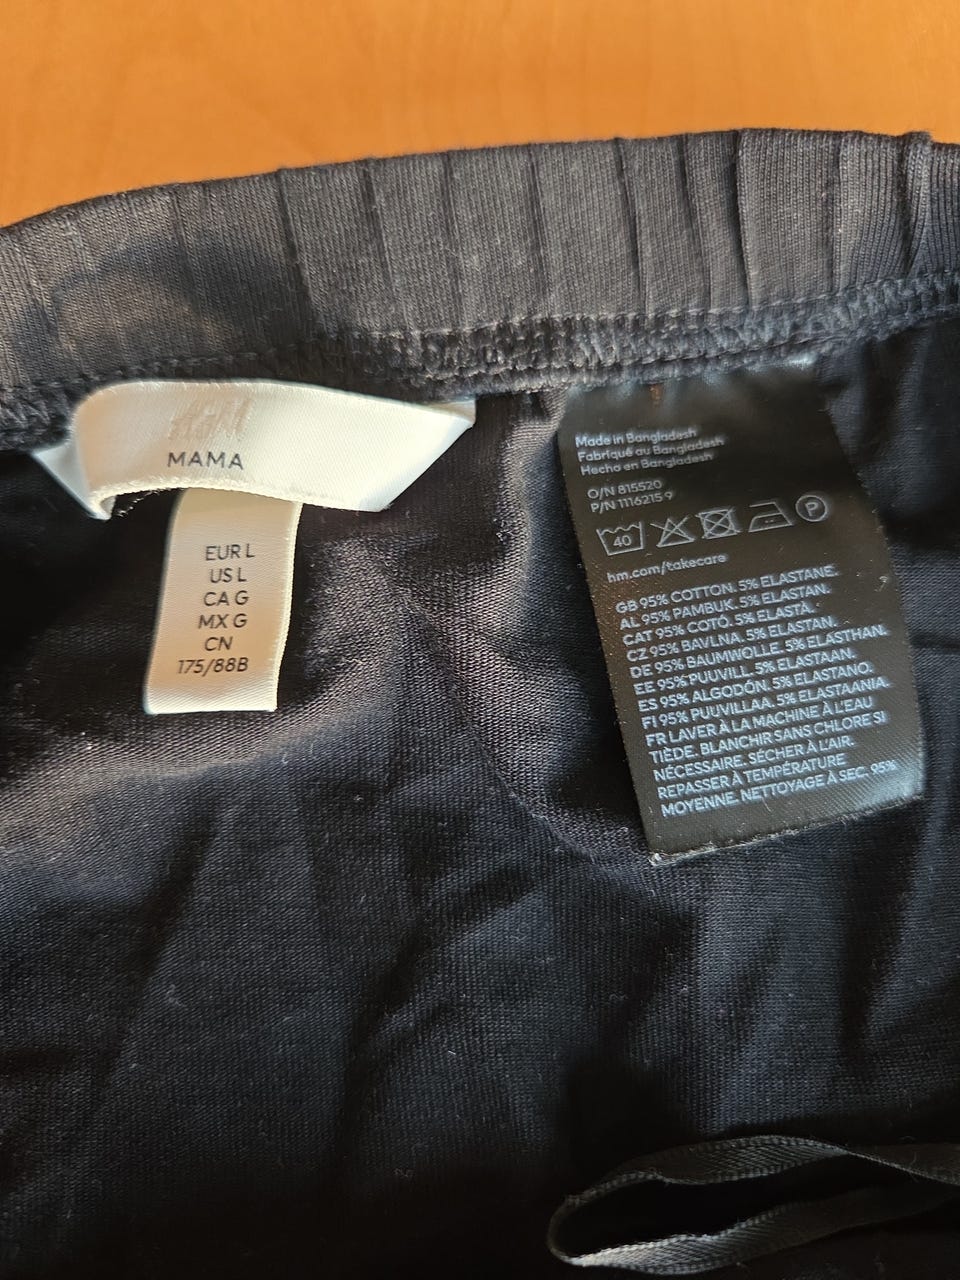 H&M
MAMA
EUR L
US L
CA G
MX G
CN
175/88B
Made in Bangladesh
Fabriqué au Bangladesh
Hecho en Bangladesh
O/N 815520
P/N 1116215 9
40 P
hm.com/takecare
GB 95% COTTON. 5% ELASTANE.
AL 95% PAMBUK. 5% ELASTAN.
CAT 95% COTÓ. 5% ELASTÀ.
CZ 95% BAVLNA. 5% ELASTAN.
DE 95% BAUMWOLLE. 5% ELASTHAN.
EE 95% PUUVILL. 5% ELASTAAN.
ES 95% ALGODÓN. 5% ELASTANO.
FI 95% PUUVILLAA. 5% ELASTAANIA.
FR LAVER À LA MACHINE À L'EAU
TIÈDE. BLANCHIR SANS CHLORE SI
NÉCESSAIRE. SÉCHER À L'AIR.
REPASSER À TEMPÉRATURE
MOYENNE. NETTOYAGE À SEC. 95%